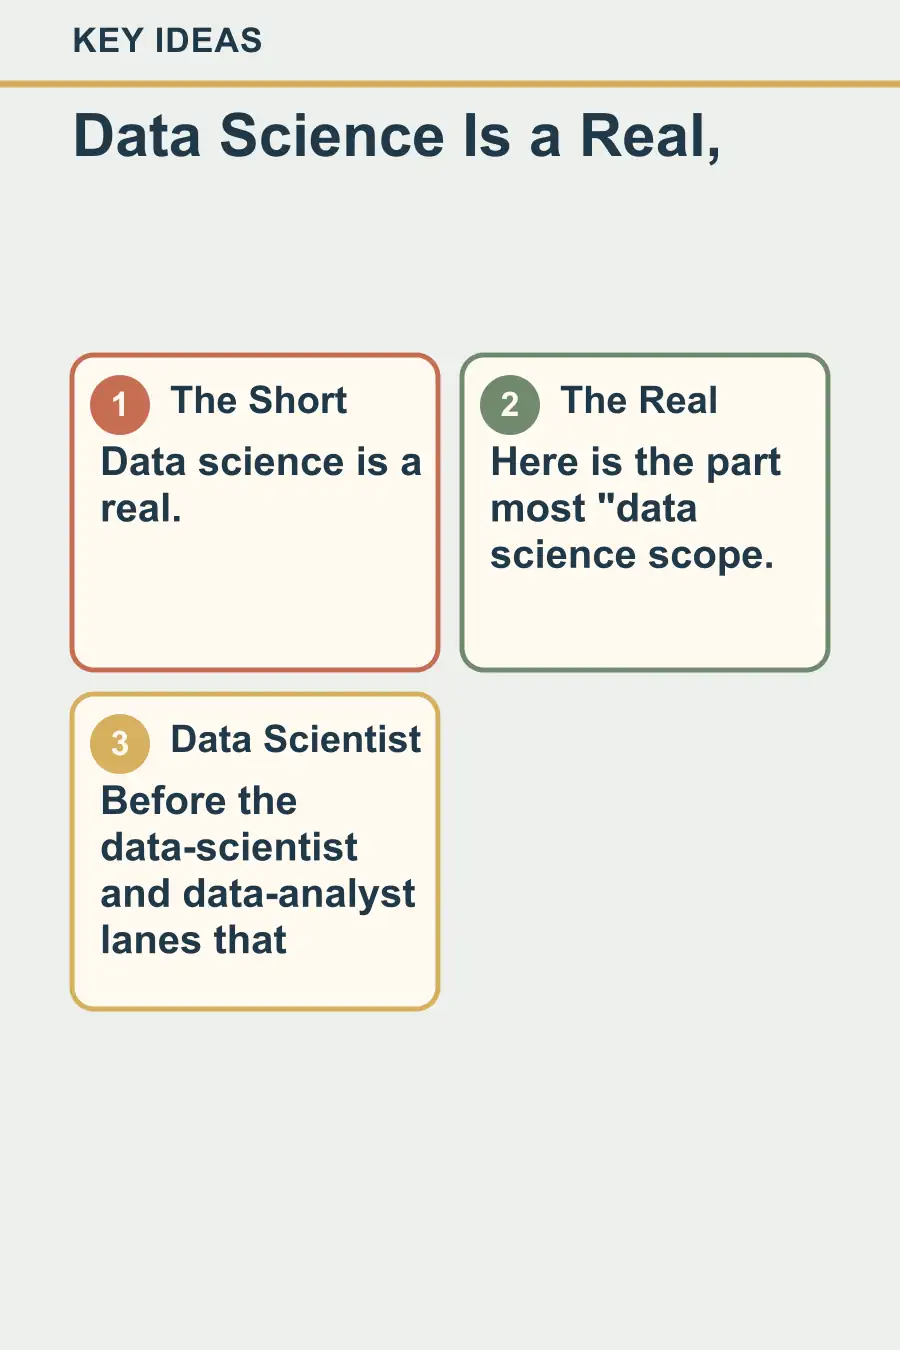 KEY IDEAS
Data Science Is a Real,
1
The Short
Data science is a
real.
2
The Real
Here is the part
most "data
science scope.
3
Data Scientist
Before the
data-scientist
and data-analyst
lanes that